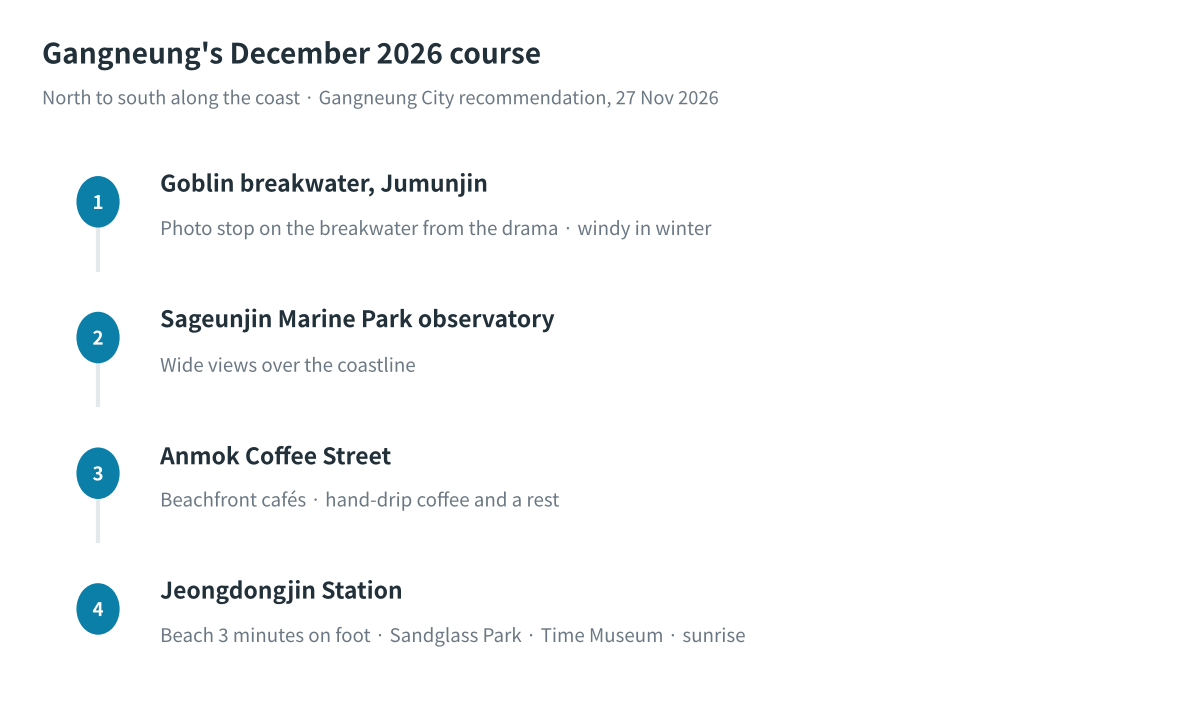 Gangneung's December 2026 course
North to south along the coast · Gangneung City recommendation, 27 Nov 2026
1
Goblin breakwater, Jumunjin
Photo stop on the breakwater from the drama · windy in winter
2
Sageunjin Marine Park observatory
Wide views over the coastline
3
Anmok Coffee Street
Beachfront cafés · hand-drip coffee and a rest
4
Jeongdongjin Station
Beach 3 minutes on foot · Sandglass Park · Time Museum · sunrise